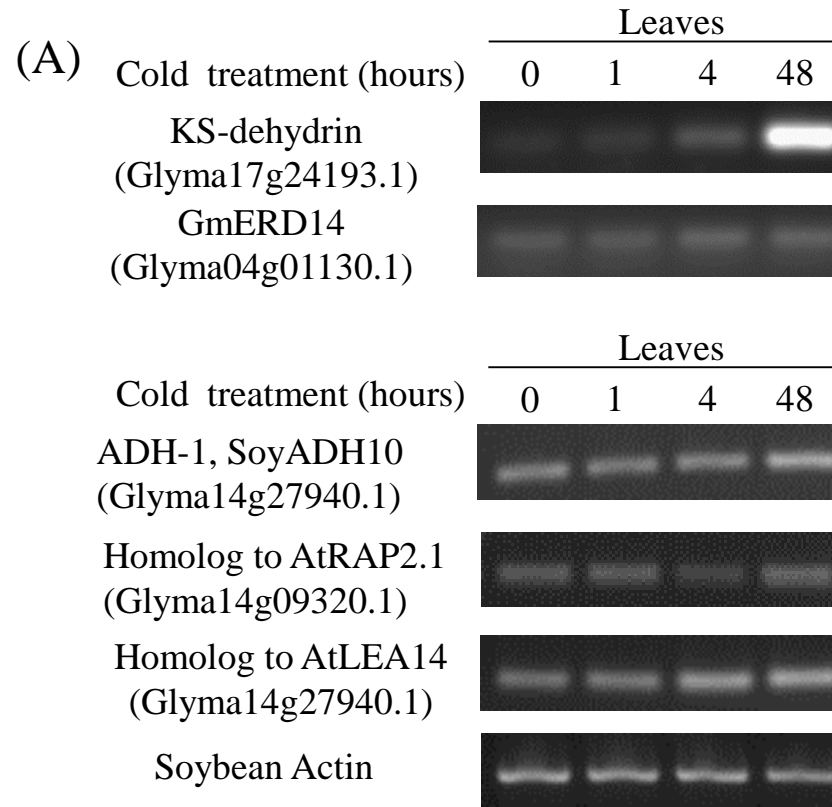 Leaves
(A) Cold treatment (hours) 0 1 4 48
KS-dehydrin
(Glyma17g24193.1)
GmERD14
(Glyma04g01130.1)
Leaves
Cold treatment (hours) 0 1 4 48
ADH-1, SoyADH10
(Glyma14g27940.1)
Homolog to AtRAP2.1
(Glyma14g09320.1)
Homolog to AtLEA14
(Glyma14g27940.1)
Soybean Actin